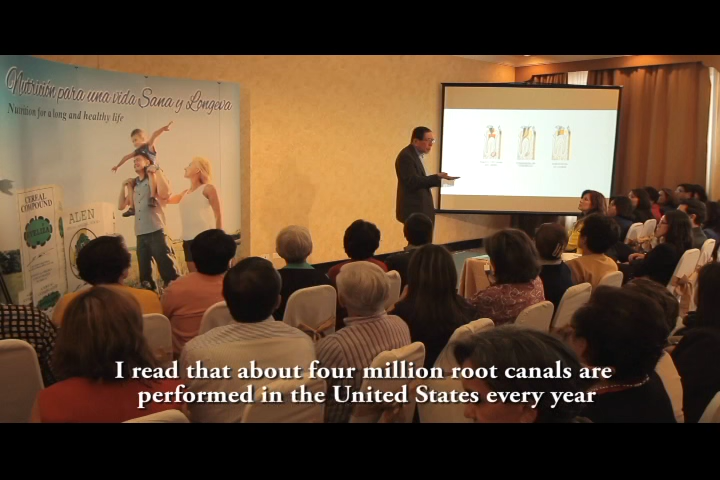 Nutrición para una vida Sana y Longeva
Nutrition for a long and healthy life
CEREAL
COMPOUND
ALEN
I read that about four million root canals are
performed in the United States every year